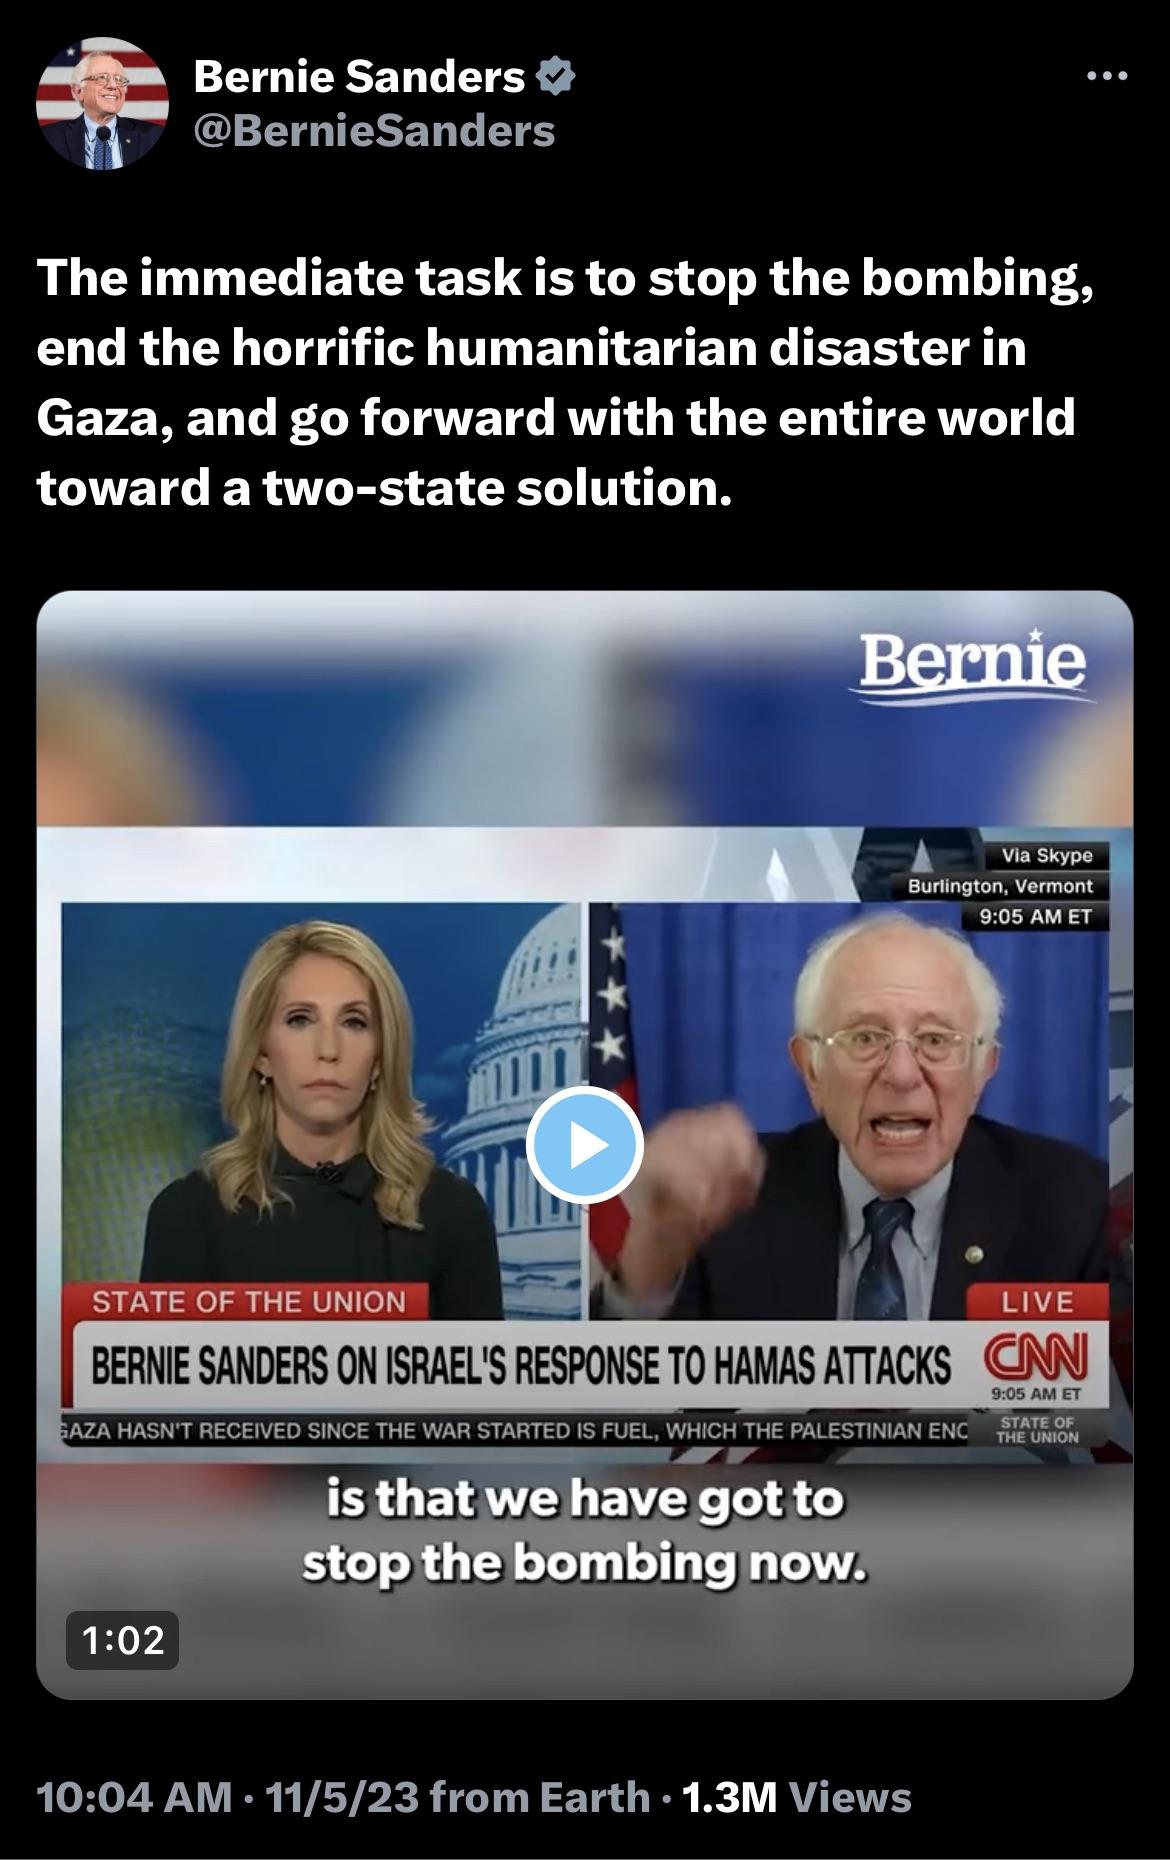 Bernie Sanders
@BernieSanders
The immediate task is to stop the bombing,
end the horrific humanitarian disaster in
Gaza, and go forward with the entire world
toward a two-state solution.
Bernie
Via Skype
Burlington, Vermont
9:05 AM ET
STATE OF THE UNION
LIVE
BERNIE SANDERS ON ISRAEL'S RESPONSE TO HAMAS ATTACKS
CNN
9:05 AM ET
GAZA HASN'T RECEIVED SINCE THE WAR STARTED IS FUEL, WHICH THE PALESTINIAN ENC
STATE OF
THE UNION
is that we have got to
stop the bombing now.
1:02
10:04 AM · 11/5/23 from Earth · 1.3M Views